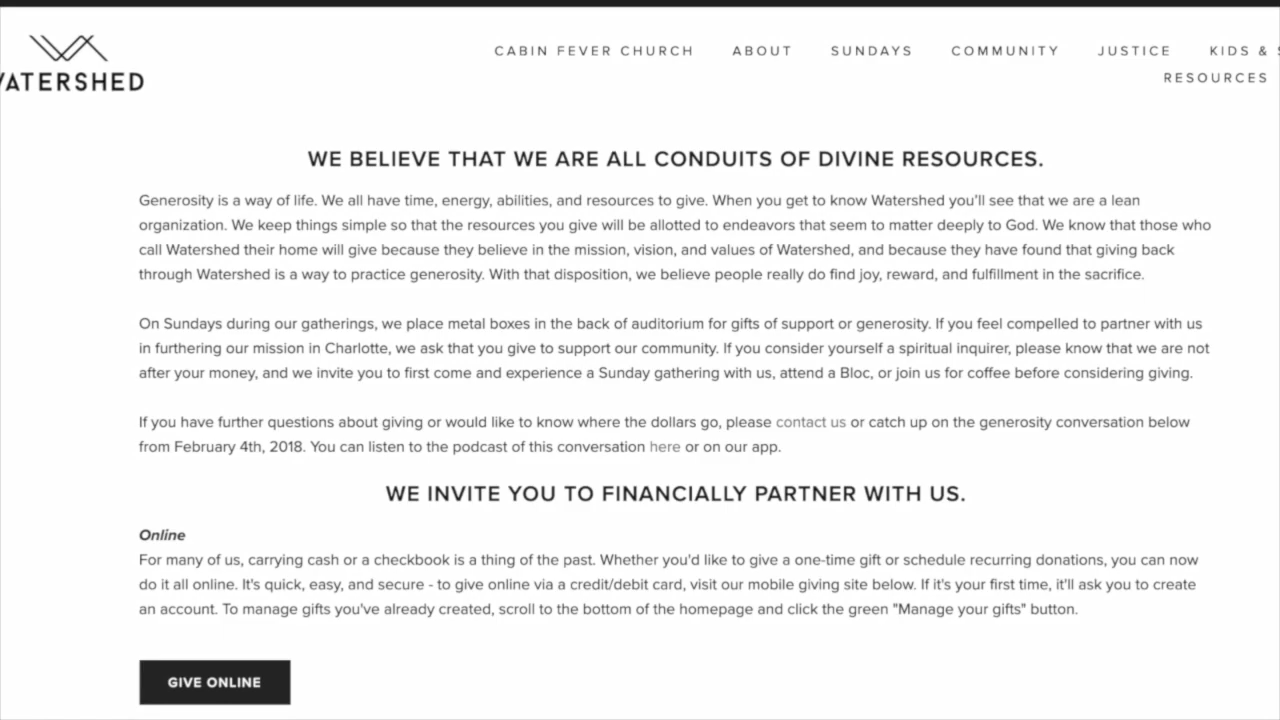 CABIN FEVER CHURCH ABOUT SUNDAYS COMMUNITY JUSTICE KIDS &
RESOURCES
WATERSHED
WE BELIEVE THAT WE ARE ALL CONDUITS OF DIVINE RESOURCES.
Generosity is a way of life. We all have time, energy, abilities, and resources to give. When you get to know Watershed you'll see that we are a lean
organization. We keep things simple so that the resources you give will be allotted to endeavors that seem to matter deeply to God. We know that those who
call Watershed their home will give because they believe in the mission, vision, and values of Watershed, and because they have found that giving back
through Watershed is a way to practice generosity. With that disposition, we believe people really do find joy, reward, and fulfillment in the sacrifice.
On Sundays during our gatherings, we place metal boxes in the back of auditorium for gifts of support or generosity. If you feel compelled to partner with us
in furthering our mission in Charlotte, we ask that you give to support our community. If you consider yourself a spiritual inquirer, please know that we are not
after your money, and we invite you to first come and experience a Sunday gathering with us, attend a Bloc, or join us for coffee before considering giving.
If you have further questions about giving or would like to know where the dollars go, please contact us or catch up on the generosity conversation below
from February 4th, 2018. You can listen to the podcast of this conversation here or on our app.
WE INVITE YOU TO FINANCIALLY PARTNER WITH US.
Online
For many of us, carrying cash or a checkbook is a thing of the past. Whether you'd like to give a one-time gift or schedule recurring donations, you can now
do it all online. It's quick, easy, and secure - to give online via a credit/debit card, visit our mobile giving site below. If it's your first time, it'll ask you to create
an account. To manage gifts you've already created, scroll to the bottom of the homepage and click the green "Manage your gifts" button.
GIVE ONLINE